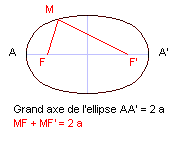 M
A
A'
F
F'
Grand axe de l'ellipse AA' = 2 a
MF + MF' = 2 a